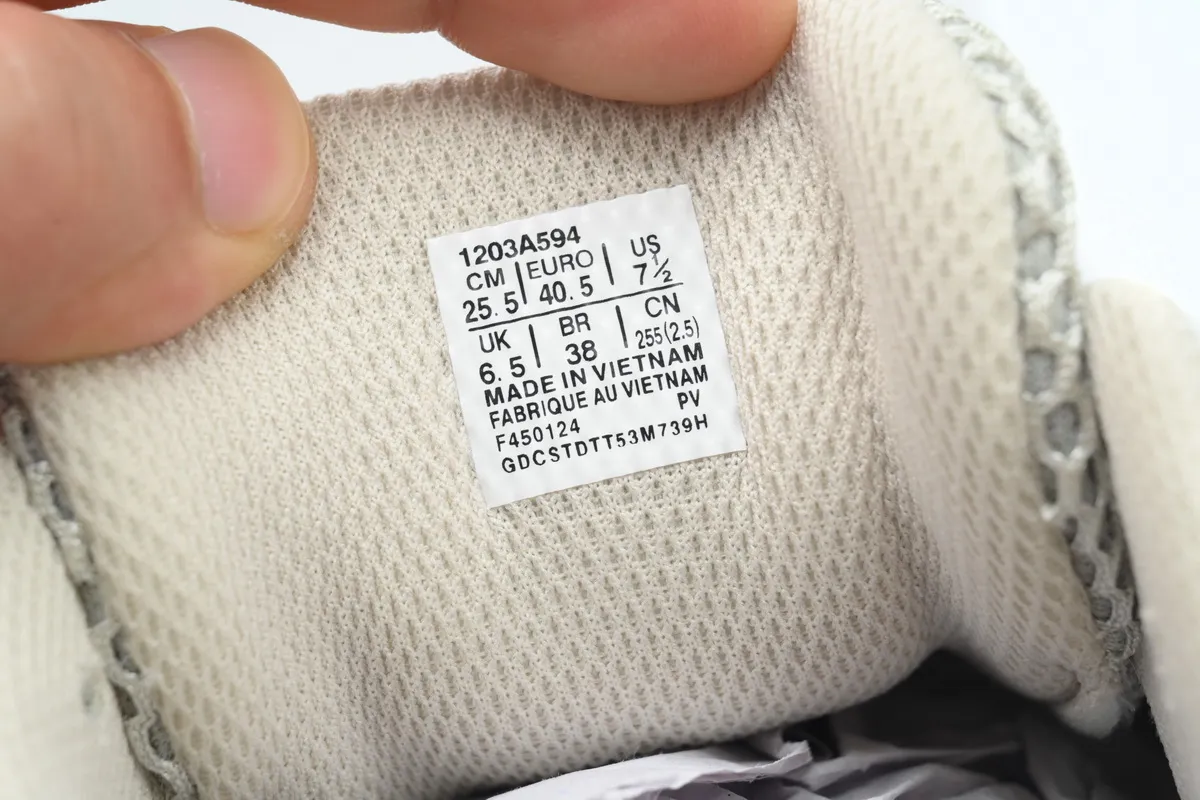 1203A594
CM | EURO | US
25.5 | 40.5 | 7½
UK | BR | CN
6.5 | 38 | 255(2.5)
MADE IN VIETNAM
FABRIQUE AU VIETNAM
PV
F450124
GDCSTDTT53M739H